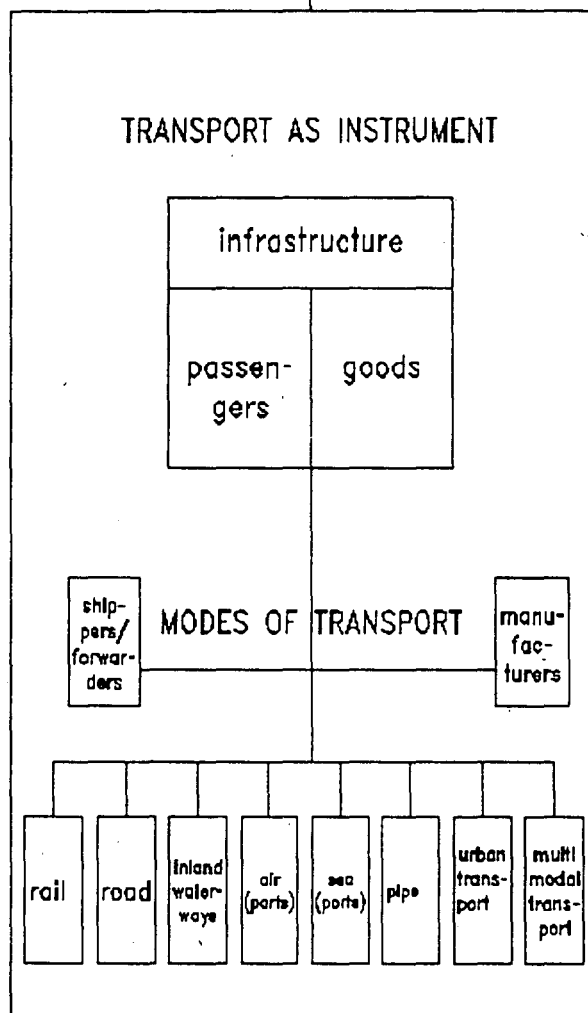 TRANSPORT AS INSTRUMENT
infrastructure
passen-
gers
goods
ship-
pers/
forwar-
ders
MODES OF TRANSPORT
manu-
fac-
turers
rail
road
inland
water-
ways
air
(ports)
sea
(ports)
pipe
urban
trans-
port
multi
modal
trans-
port